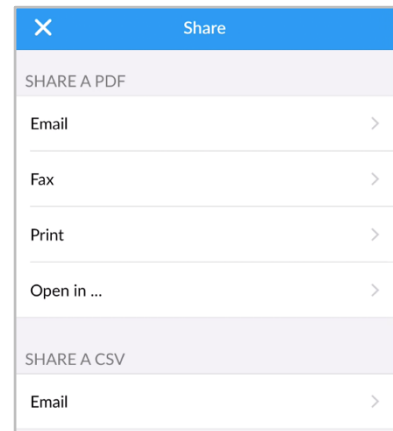 Share
SHARE A PDF
Email
Fax
Print
Open in ...
SHARE A CSV
Email